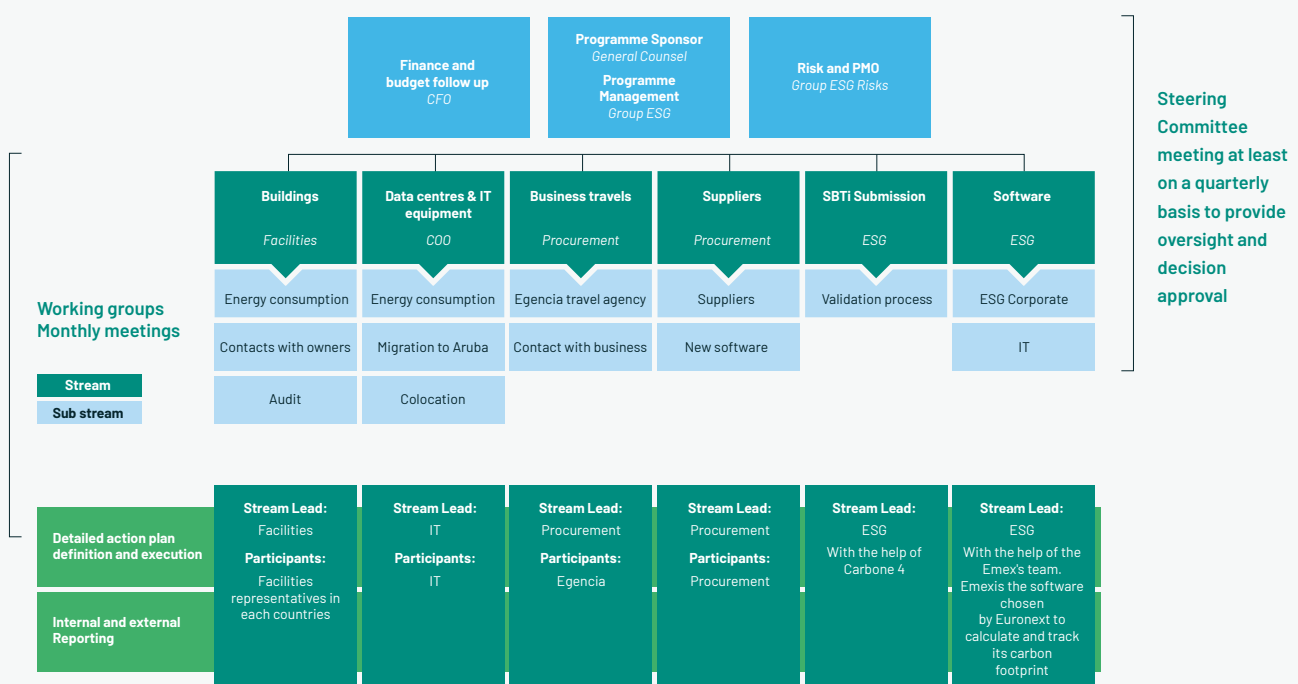 Finance and
budget follow up
CFO
Programme Sponsor
General Counsel
Programme
Management
Group ESG
Risk and PMO
Group ESG Risks
Steering
Committee
meeting at least
on a quarterly
basis to provide
oversight and
decision
approval
Working groups
Monthly meetings
Stream
Sub stream
Buildings
Facilities
Data centres & IT
equipment
COO
Business travels
Procurement
Suppliers
Procurement
SBTi Submission
ESG
Software
ESG
Energy consumption
Energy consumption
Egencia travel agency
Suppliers
Validation process
ESG Corporate
Contacts with owners
Migration to Aruba
Contact with business
New software
IT
Audit
Colocation
Detailed action plan
definition and execution
Internal and external
Reporting
Stream Lead:
Facilities
Participants:
Facilities
representatives in
each countries
Stream Lead:
IT
Participants:
IT
Stream Lead:
Procurement
Participants:
Egencia
Stream Lead:
Procurement
Participants:
Procurement
Stream Lead:
ESG
With the help of
Carbone 4
Stream Lead:
ESG
With the help of the
Emex's team.
Emexis the software
chosen
by Euronext to
calculate and track
its carbon
footprint